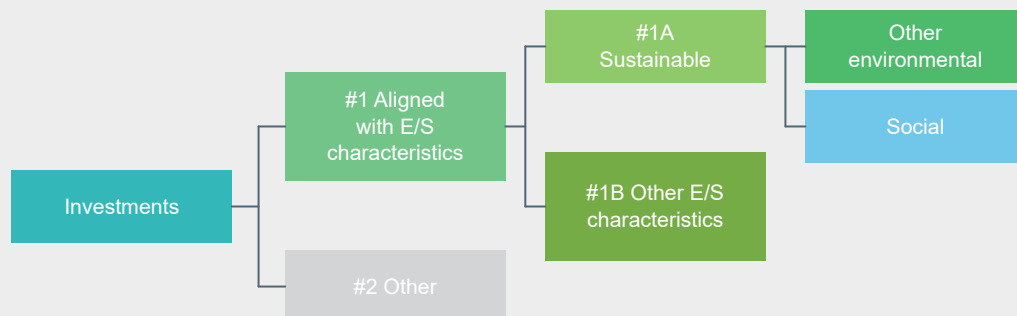 #1A
Sustainable
Other
environmental
#1 Aligned
with E/S
characteristics
Social
Investments
#1B Other E/S
characteristics
#2 Other